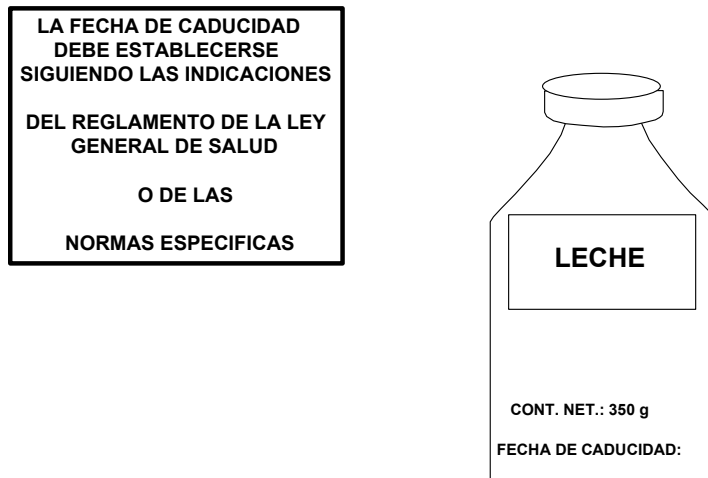 LA FECHA DE CADUCIDAD
DEBE ESTABLECERSE
SIGUIENDO LAS INDICACIONES
DEL REGLAMENTO DE LA LEY
GENERAL DE SALUD
O DE LAS
NORMAS ESPECIFICAS
LECHE
CONT. NET.: 350 g
FECHA DE CADUCIDAD: